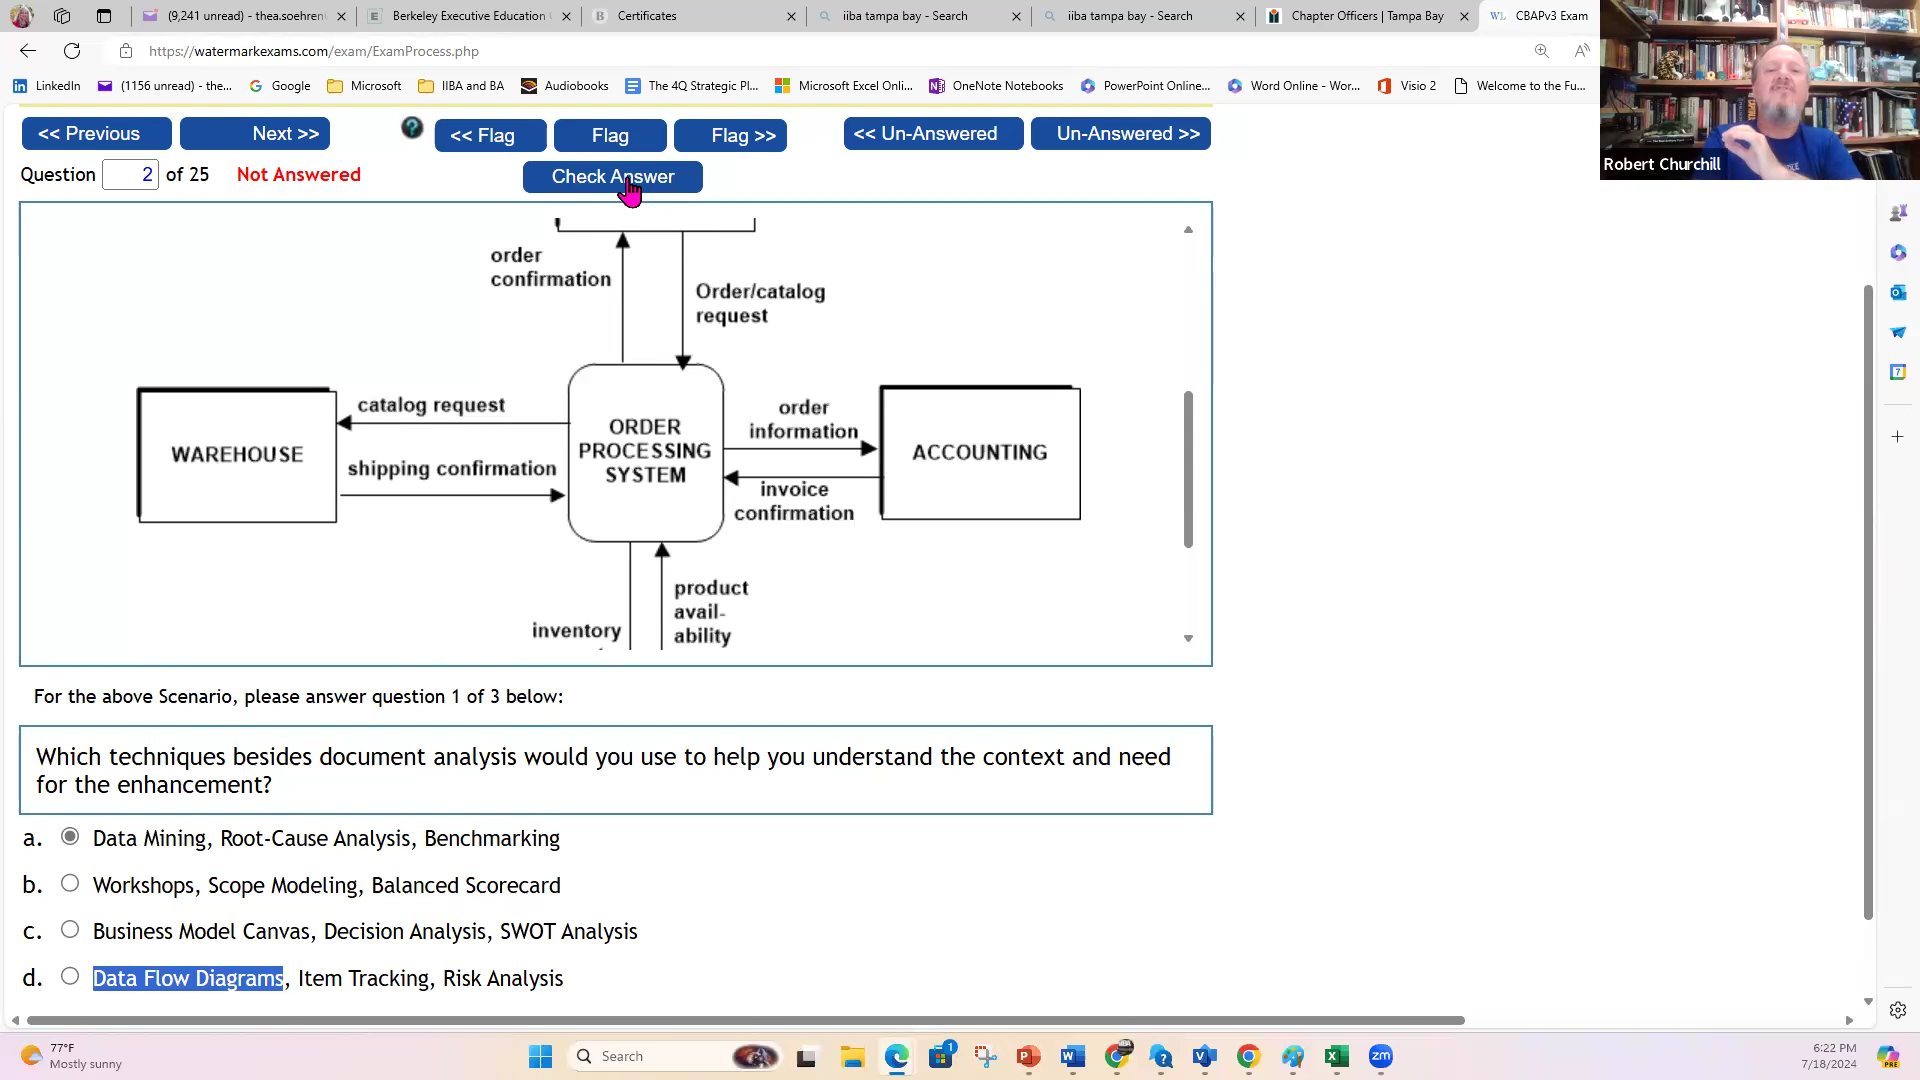 (9,241 unread) - thea.soehren
Berkeley Executive Education
Certificates
iiba tampa bay - Search
iiba tampa bay - Search
Chapter Officers | Tampa Bay
WL CBAPv3 Exam
https://watermarkexams.com/exam/ExamProcess.php
LinkedIn
(1156 unread) - the...
Google
Microsoft
IIBA and BA
Audiobooks
The 4Q Strategic Pl...
Microsoft Excel Onli...
OneNote Notebooks
PowerPoint Online...
Word Online - Wor...
Visio 2
Welcome to the Fu...
Robert Churchill
<< Previous
Next >>
<< Flag
Flag
Flag >>
<< Un-Answered
Un-Answered >>
Question 2 of 25 Not Answered
Check Answer
order
confirmation
Order/catalog
request
WAREHOUSE
catalog request
shipping confirmation
ORDER
PROCESSING
SYSTEM
order
information
invoice
confirmation
ACCOUNTING
inventory
product
avail-
ability
For the above Scenario, please answer question 1 of 3 below:
Which techniques besides document analysis would you use to help you understand the context and need
for the enhancement?
a. Data Mining, Root-Cause Analysis, Benchmarking
b. Workshops, Scope Modeling, Balanced Scorecard
c. Business Model Canvas, Decision Analysis, SWOT Analysis
d. Data Flow Diagrams, Item Tracking, Risk Analysis
77°F
Mostly sunny
Search
1
zm
6:22 PM
7/18/2024